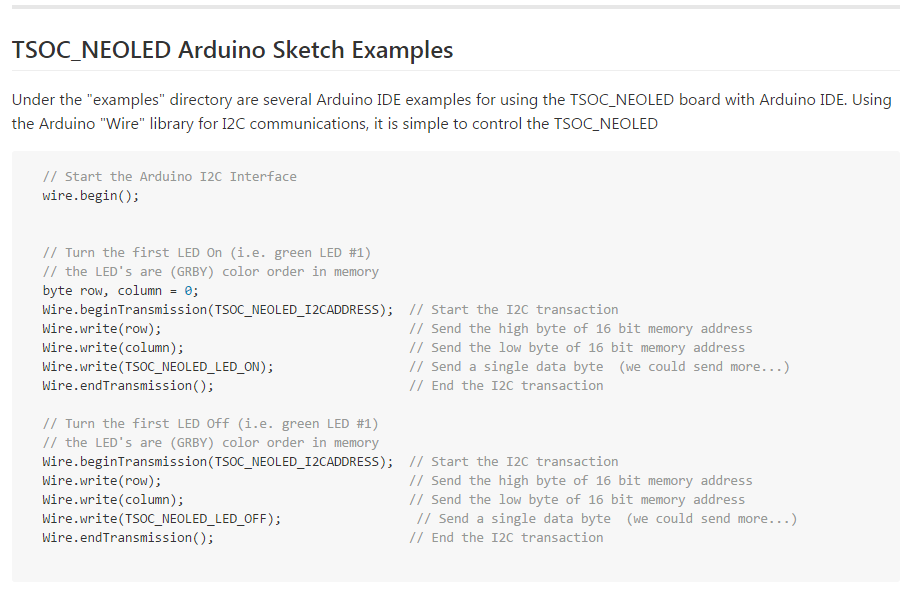 TSOC_NEOLED Arduino Sketch Examples
Under the "examples" directory are several Arduino IDE examples for using the TSOC_NEOLED board with Arduino IDE. Using
the Arduino "Wire" library for I2C communications, it is simple to control the TSOC_NEOLED
// Start the Arduino I2C Interface
wire.begin();
// Turn the first LED On (i.e. green LED #1)
// the LED's are (GRBY) color order in memory
byte row, column = 0;
Wire.beginTransmission(TSOC_NEOLED_I2CADDRESS);  // Start the I2C transaction
Wire.write(row);                                 // Send the high byte of 16 bit memory address
Wire.write(column);                              // Send the low byte of 16 bit memory address
Wire.write(TSOC_NEOLED_LED_ON);                  // Send a single data byte  (we could send more...)
Wire.endTransmission();                          // End the I2C transaction
// Turn the first LED Off (i.e. green LED #1)
// the LED's are (GRBY) color order in memory
Wire.beginTransmission(TSOC_NEOLED_I2CADDRESS);  // Start the I2C transaction
Wire.write(row);                                 // Send the high byte of 16 bit memory address
Wire.write(column);                              // Send the low byte of 16 bit memory address
Wire.write(TSOC_NEOLED_LED_OFF);                  // Send a single data byte  (we could send more...)
Wire.endTransmission();                          // End the I2C transaction